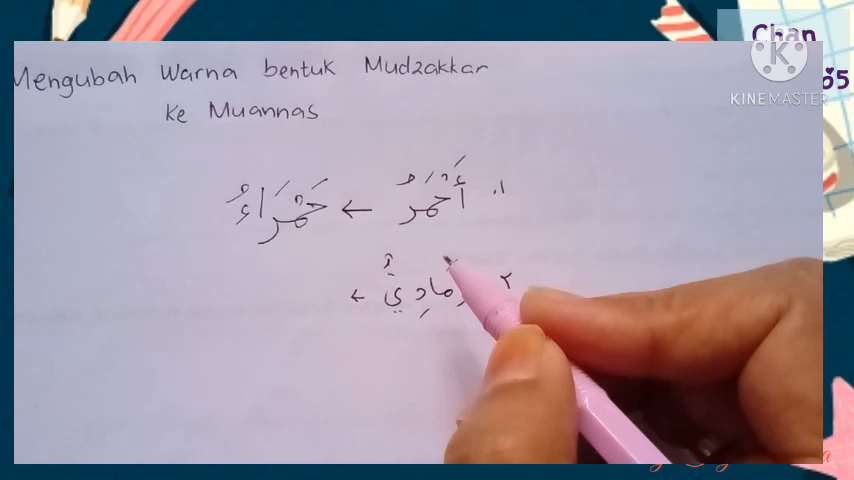 Chan
KINEMASTER
Mengubah Warna bentuk Mudzakkar
ke Muannas
١. أَحْمَرُ ← حَمْرَاءُ
٢ رَمَادِيٌّ ←